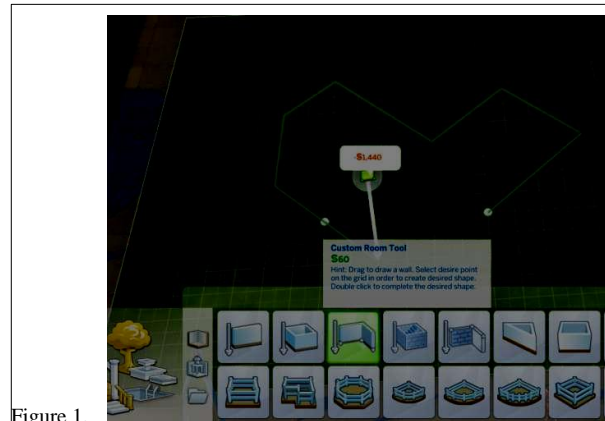 -$1,440
Custom Room Tool
§60
Hint: Drag to draw a wall. Select desire point
on the grid in order to create desired shape.
Double click to complete the desired shape.
Figure 1